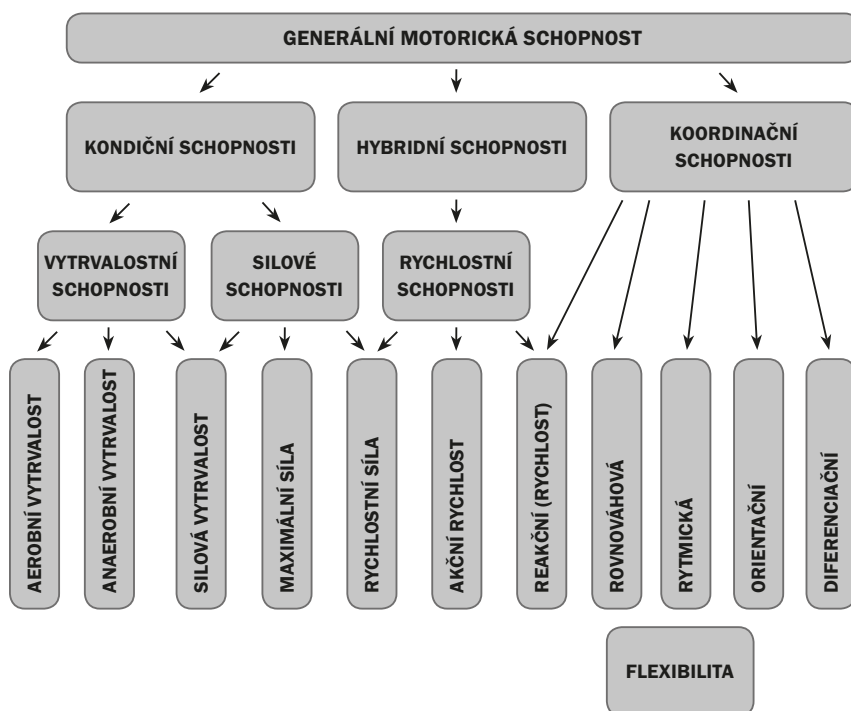 GENERÁLNÍ MOTORICKÁ SCHOPNOST
KONDIČNÍ SCHOPNOSTI
HYBRIDNÍ SCHOPNOSTI
KOORDINAČNÍ
SCHOPNOSTI
VYTRVALOSTNÍ
SCHOPNOSTI
SILOVÉ
SCHOPNOSTI
RYCHLOSTNÍ
SCHOPNOSTI
AEROBNÍ VYTRVALOST
ANAEROBNÍ VYTRVALOST
SILOVÁ VYTRVALOST
MAXIMÁLNÍ SÍLA
RYCHLOSTNÍ SÍLA
AKČNÍ RYCHLOST
REAKČNÍ (RYCHLOST)
ROVNOVÁHOVÁ
RYTMICKÁ
ORIENTAČNÍ
DIFERENCIAČNÍ
FLEXIBILITA